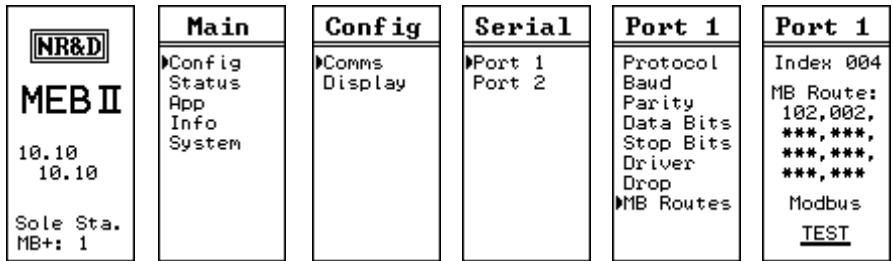 NR&D
MEB II
10.10
10.10
Sole Sta.
MB+: 1
Main
Config
Status
App
Info
System
Config
Comms
Display
Serial
Port 1
Port 2
Port 1
Protocol
Baud
Parity
Data Bits
Stop Bits
Driver
Drop
MB Routes
Port 1
Index 004
MB Route:
102,002,
***,***,
***,***,
***,***
Modbus
TEST